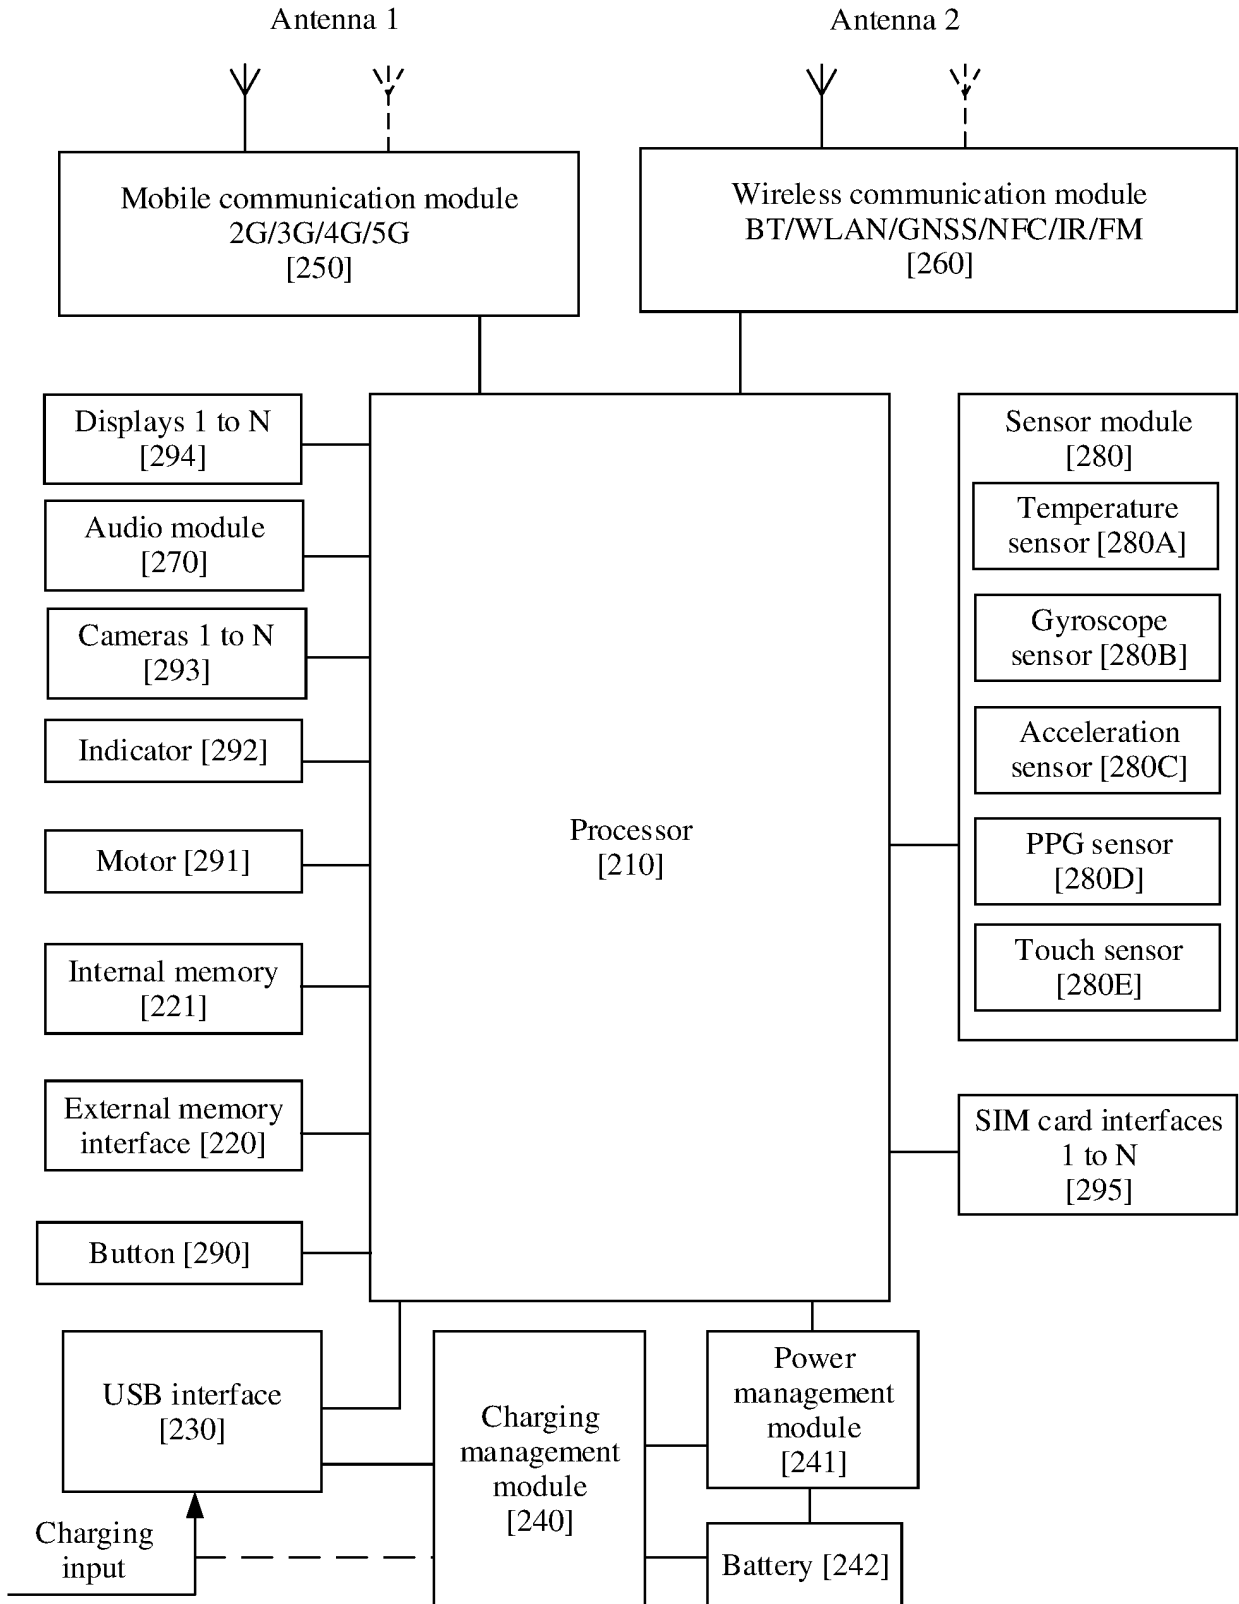 Antenna 1
Antenna 2
Mobile communication module
2G/3G/4G/5G
[250]
Wireless communication module
BT/WLAN/GNSS/NFC/IR/FM
[260]
Displays 1 to N
[294]
Audio module
[270]
Cameras 1 to N
[293]
Indicator [292]
Motor [291]
Internal memory
[221]
External memory
interface [220]
Button [290]
Processor
[210]
Sensor module
[280]
Temperature
sensor [280A]
Gyroscope
sensor [280B]
Acceleration
sensor [280C]
PPG sensor
[280D]
Touch sensor
[280E]
SIM card interfaces
1 to N
[295]
USB interface
[230]
Charging
management
module
[240]
Power
management
module
[241]
Charging
input
Battery [242]